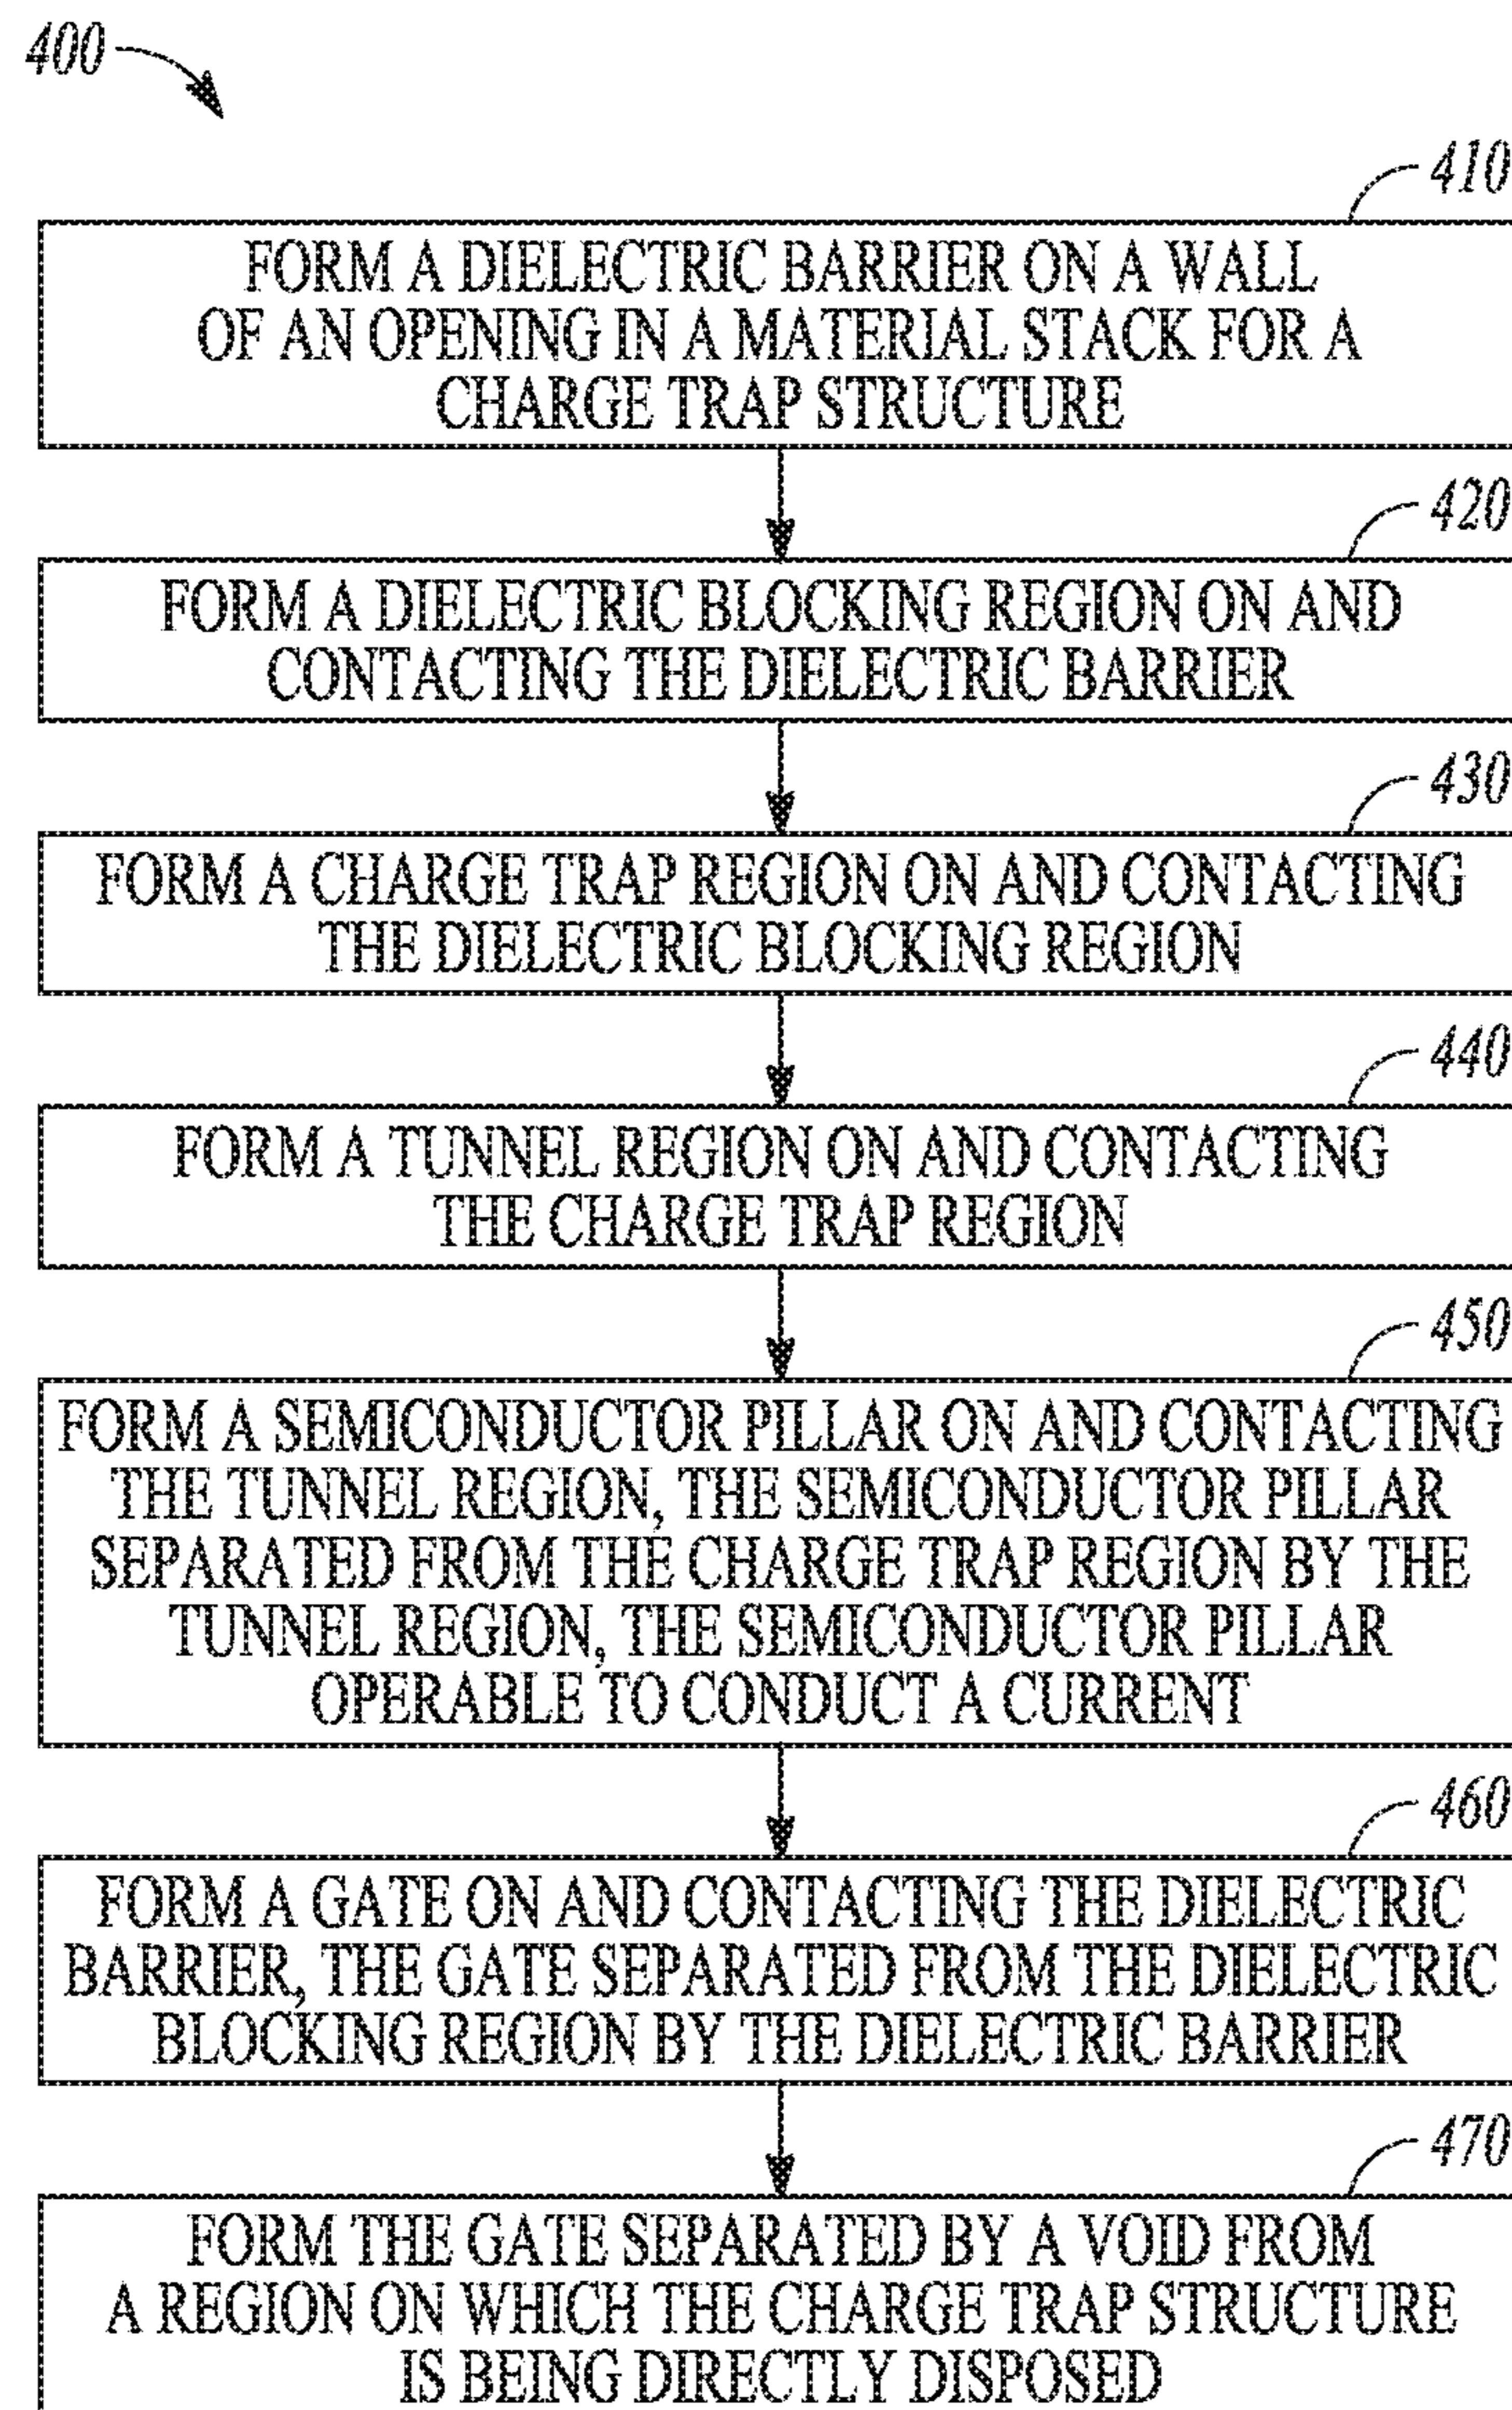 400
410
FORM A DIELECTRIC BARRIER ON A WALL
OF AN OPENING IN A MATERIAL STACK FOR A
CHARGE TRAP STRUCTURE
420
FORM A DIELECTRIC BLOCKING REGION ON AND
CONTACTING THE DIELECTRIC BARRIER
430
FORM A CHARGE TRAP REGION ON AND CONTACTING
THE DIELECTRIC BLOCKING REGION
440
FORM A TUNNEL REGION ON AND CONTACTING
THE CHARGE TRAP REGION
450
FORM A SEMICONDUCTOR PILLAR ON AND CONTACTING
THE TUNNEL REGION, THE SEMICONDUCTOR PILLAR
SEPARATED FROM THE CHARGE TRAP REGION BY THE
TUNNEL REGION, THE SEMICONDUCTOR PILLAR
OPERABLE TO CONDUCT A CURRENT
460
FORM A GATE ON AND CONTACTING THE DIELECTRIC
BARRIER, THE GATE SEPARATED FROM THE DIELECTRIC
BLOCKING REGION BY THE DIELECTRIC BARRIER
470
FORM THE GATE SEPARATED BY A VOID FROM
A REGION ON WHICH THE CHARGE TRAP STRUCTURE
IS BEING DIRECTLY DISPOSED